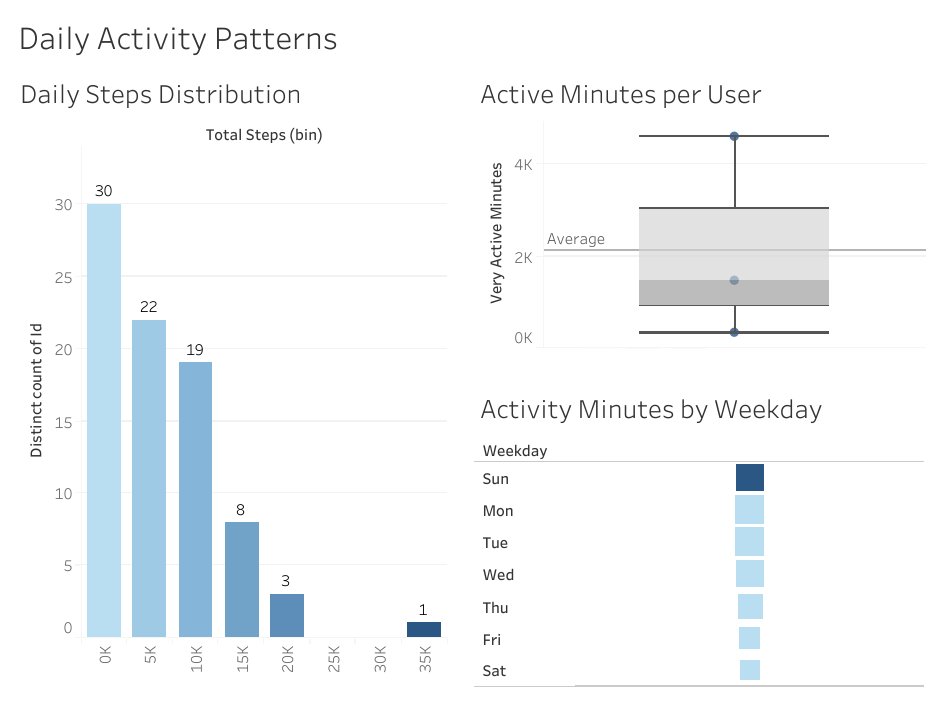 Daily Activity Patterns
Daily Steps Distribution
Total Steps (bin)
Distinct count of Id
30
25
20
15
10
5
0
30
22
19
8
3
1
0K
5K
10K
15K
20K
25K
30K
35K
Active Minutes per User
Very Active Minutes
4K
2K
0K
Average
Activity Minutes by Weekday
Weekday
Sun
Mon
Tue
Wed
Thu
Fri
Sat